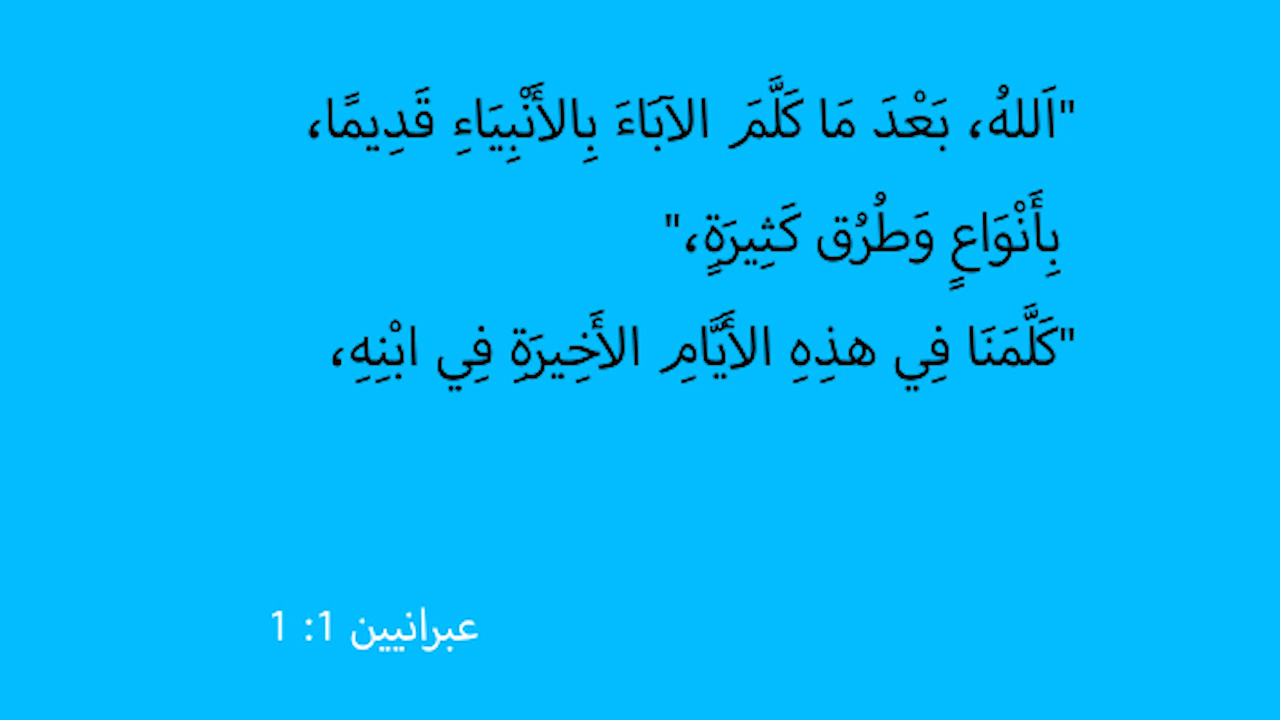 "اَللهُ، بَعْدَ مَا كَلَّمَ الآبَاءَ بِالأَنْبِيَاءِ قَدِيمًا،
بِأَنْوَاعٍ وَطُرُق كَثِيرَةٍ،"
"كَلَّمَنَا فِي هذِهِ الأَيَّامِ الأَخِيرَةِ فِي ابْنِهِ،
عبرانيين 1: 1